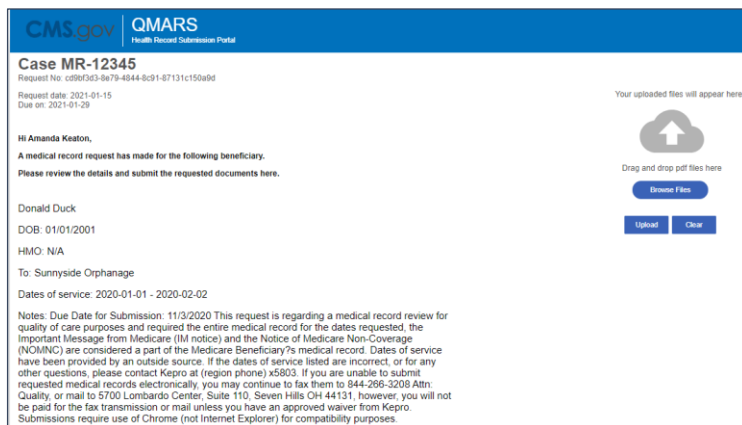 CMS.gov QMARS
Health Record Submission Portal
Case MR-12345
Request No: cd9bf3d3-8e79-4844-8c91-87131c150a9d
Request date: 2021-01-15
Due on: 2021-01-29
Your uploaded files will appear here
Hi Amanda Keaton,
A medical record request has made for the following beneficiary.
Please review the details and submit the requested documents here.
Drag and drop pdf files here
Browse Files
Upload Clear
Donald Duck
DOB: 01/01/2001
HMO: N/A
To: Sunnyside Orphanage
Dates of service: 2020-01-01 - 2020-02-02
Notes: Due Date for Submission: 11/3/2020 This request is regarding a medical record review for
quality of care purposes and required the entire medical record for the dates requested, the
Important Message from Medicare (IM notice) and the Notice of Medicare Non-Coverage
(NOMNC) are considered a part of the Medicare Beneficiary?s medical record. Dates of service
have been provided by an outside source. If the dates of service listed are incorrect, or for any
other questions, please contact Kepro at (region phone) x5803. If you are unable to submit
requested medical records electronically, you may continue to fax them to 844-266-3208 Attn:
Quality, or mail to 5700 Lombardo Center, Suite 110, Seven Hills OH 44131, however, you will not
be paid for the fax transmission or mail unless you have an approved waiver from Kepro.
Submissions require use of Chrome (not Internet Explorer) for compatibility purposes.